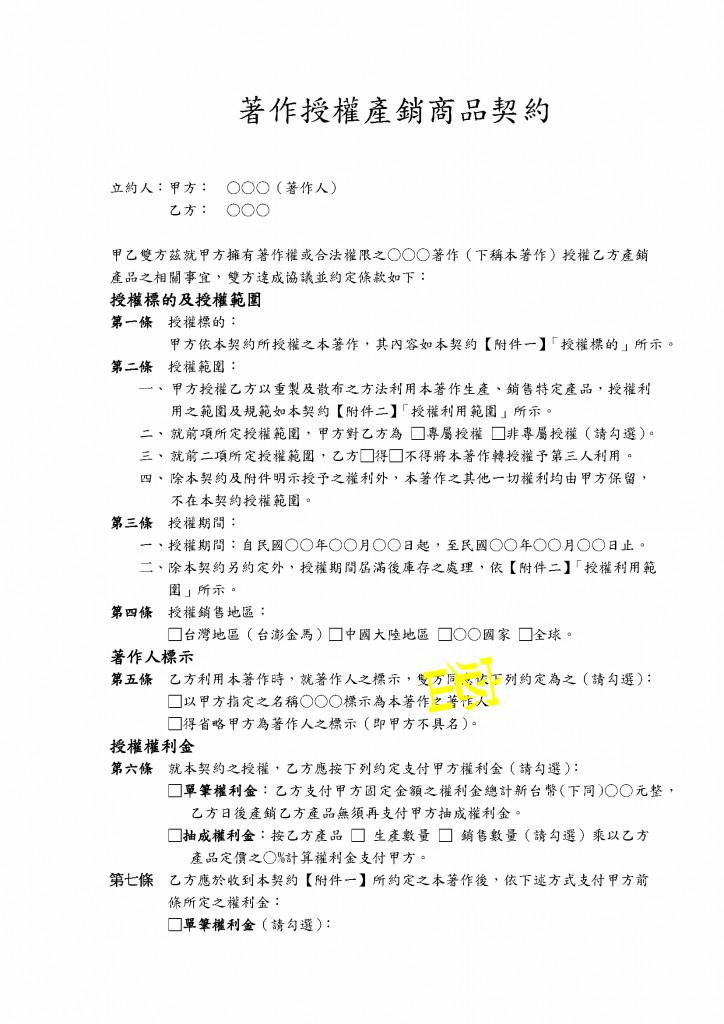 著作授權產銷商品契約
立約人：甲方： ○○○（著作人）
乙方： ○○○
甲乙雙方茲就甲方擁有著作權或合法權限之○○○著作（下稱本著作）授權乙方產銷
產品之相關事宜，雙方達成協議並約定條款如下：
授權標的及授權範圍
第一條 授權標的：
甲方依本契約所授權之本著作，其內容如本契約【附件一】「授權標的」所示。
第二條 授權範圍：
一、甲方授權乙方以重製及散布之方法利用本著作生產、銷售特定產品，授權利
用之範圍及規範如本契約【附件二】「授權利用範圍」所示。
二、就前項所定授權範圍，甲方對乙方為 □專屬授權 □非專屬授權（請勾選）。
三、就前二項所定授權範圍，乙方□得□不得將本著作轉授權予第三人利用。
四、除本契約及附件明示授予之權利外，本著作之其他一切權利均由甲方保留，
不在本契約授權範圍。
第三條 授權期間：
一、授權期間：自民國○○年○○月○○日起，至民國○○年○○月○○日止。
二、除本契約另約定外，授權期間屆滿後庫存之處理，依【附件二】「授權利用範
圍」所示。
第四條 授權銷售地區：
□台灣地區（台澎金馬）□中國大陸地區 □○○國家 □全球。
著作人標示
第五條 乙方利用本著作時，就著作人之標示，雙方同意依下列約定為之（請勾選）：
□以甲方指定之名稱○○○標示為本著作之著作人
□得省略甲方為著作人之標示（即甲方不具名）。
授權權利金
第六條 就本契約之授權，乙方應按下列約定支付甲方權利金（請勾選）：
□單筆權利金：乙方支付甲方固定金額之權利金總計新台幣(下同)○○元整，
乙方日後產銷乙方產品無須再支付甲方抽成權利金。
□抽成權利金：按乙方產品 □ 生產數量 □ 銷售數量（請勾選）乘以乙方
產品定價之○%計算權利金支付甲方。
第七條 乙方應於收到本契約【附件一】所約定之本著作後，依下述方式支付甲方前
條所定之權利金：
□單筆權利金（請勾選）：